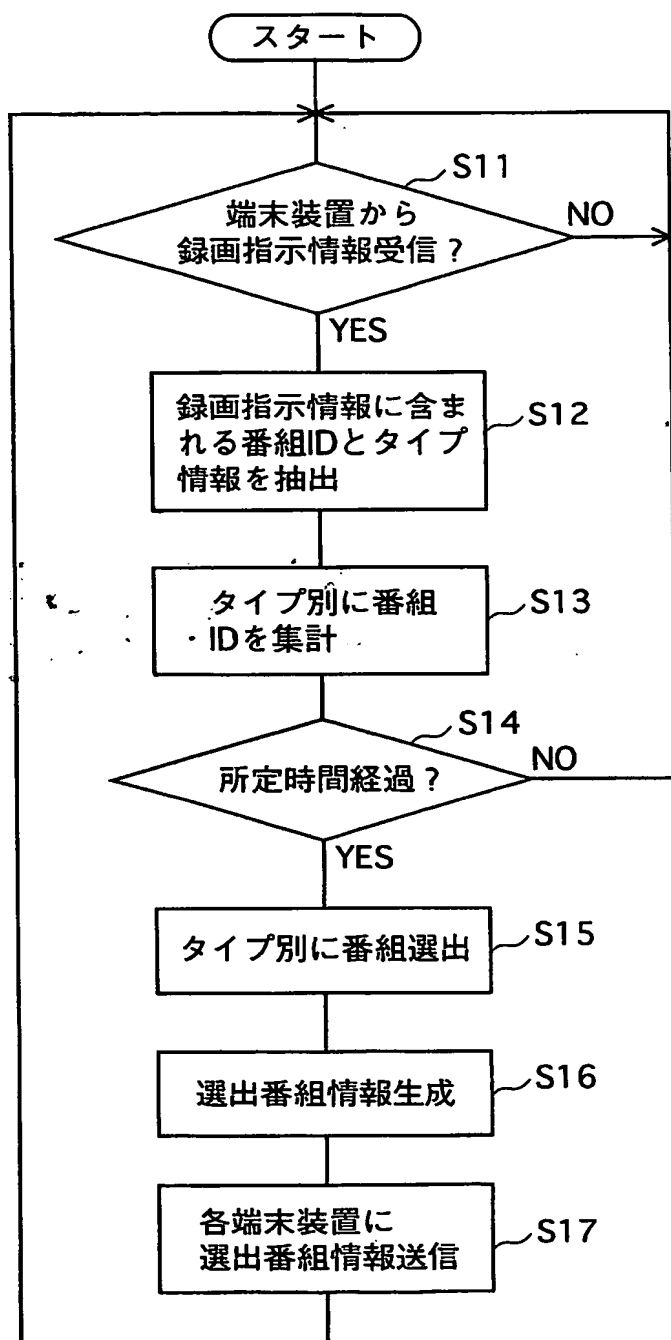 スタート
S11
端末装置から
録画指示情報受信？
NO
YES
S12
録画指示情報に含ま
れる番組IDとタイプ
情報を抽出
S13
タイプ別に番組
IDを集計
S14
所定時間経過？
NO
YES
S15
タイプ別に番組選出
S16
選出番組情報生成
S17
各端末装置に
選出番組情報送信